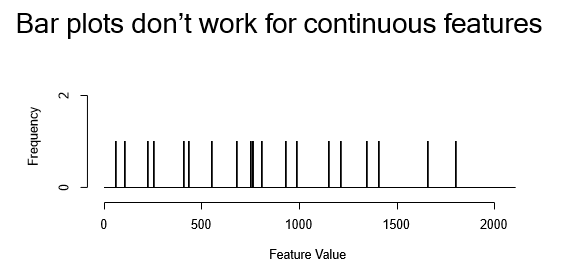 Bar plots don’t work for continuous features
2
Frequency
0
0 500 1000 1500 2000
Feature Value